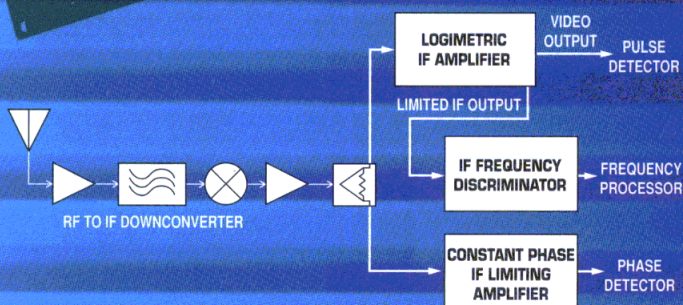 LOGIMETRIC
IF AMPLIFIER
VIDEO
OUTPUT
PULSE
DETECTOR
LIMITED IF OUTPUT
IF FREQUENCY
DISCRIMINATOR
FREQUENCY
PROCESSOR
RF TO IF DOWNCONVERTER
CONSTANT PHASE
IF LIMITING
AMPLIFIER
PHASE
DETECTOR